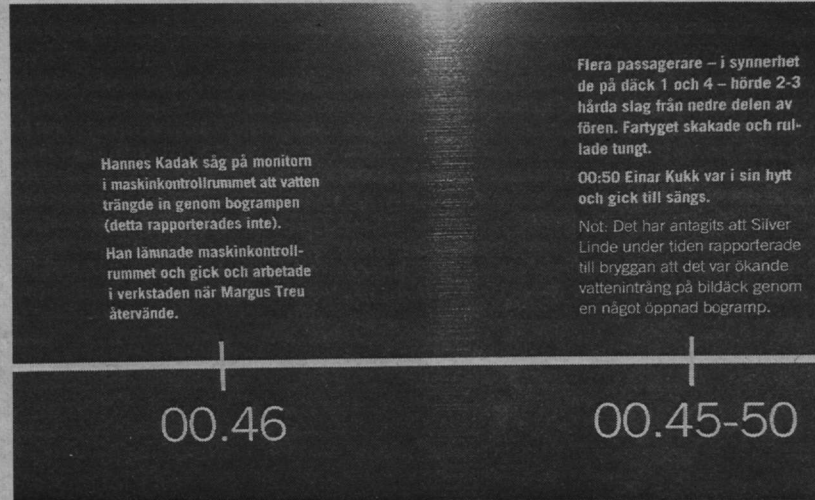 Hannes Kadak såg på monitorn
i maskinkontrollrummet att vatten
trängde in genom bogrampen
(detta rapporterades inte).
Han lämnade maskinkontroll-
rummet och gick och arbetade
i verkstaden när Margus Treu
återvände.
00.46
Flera passagerare – i synnerhet
de på däck 1 och 4 – hörde 2-3
hårda slag från nedre delen av
fören. Fartyget skakade och rul-
lade tungt.
00:50 Einar Kukk var i sin hytt
och gick till sängs.
Not: Det har antagits att Silver
Linde under tiden rapporterade
till bryggan att det var ökande
vattenintrång på bildäck genom
en något öppnad bogramp.
00.45-50